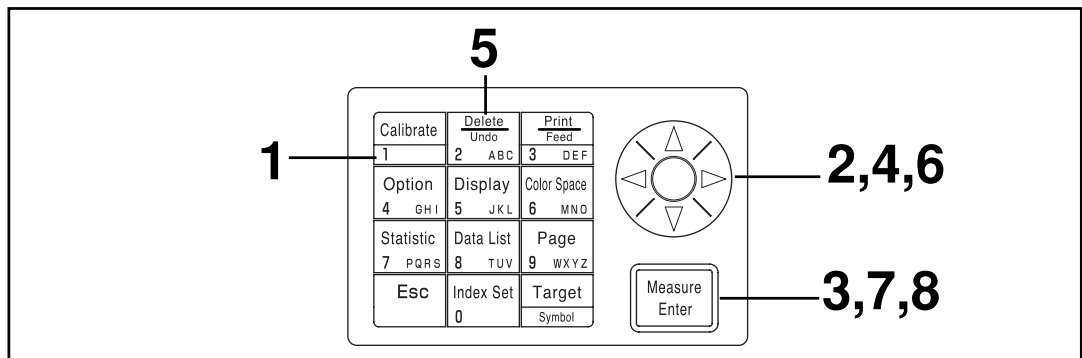 5
Calibrate Delete Print
Undo Feed
1 2 ABC 3 DEF
1
2,4,6
Option Display Color Space
4 GHI 5 JKL 6 MNO
Statistic Data List Page
7 PQRS 8 TUV 9 WXYZ
Esc Index Set Target
0 Symbol
Measure
Enter
3,7,8